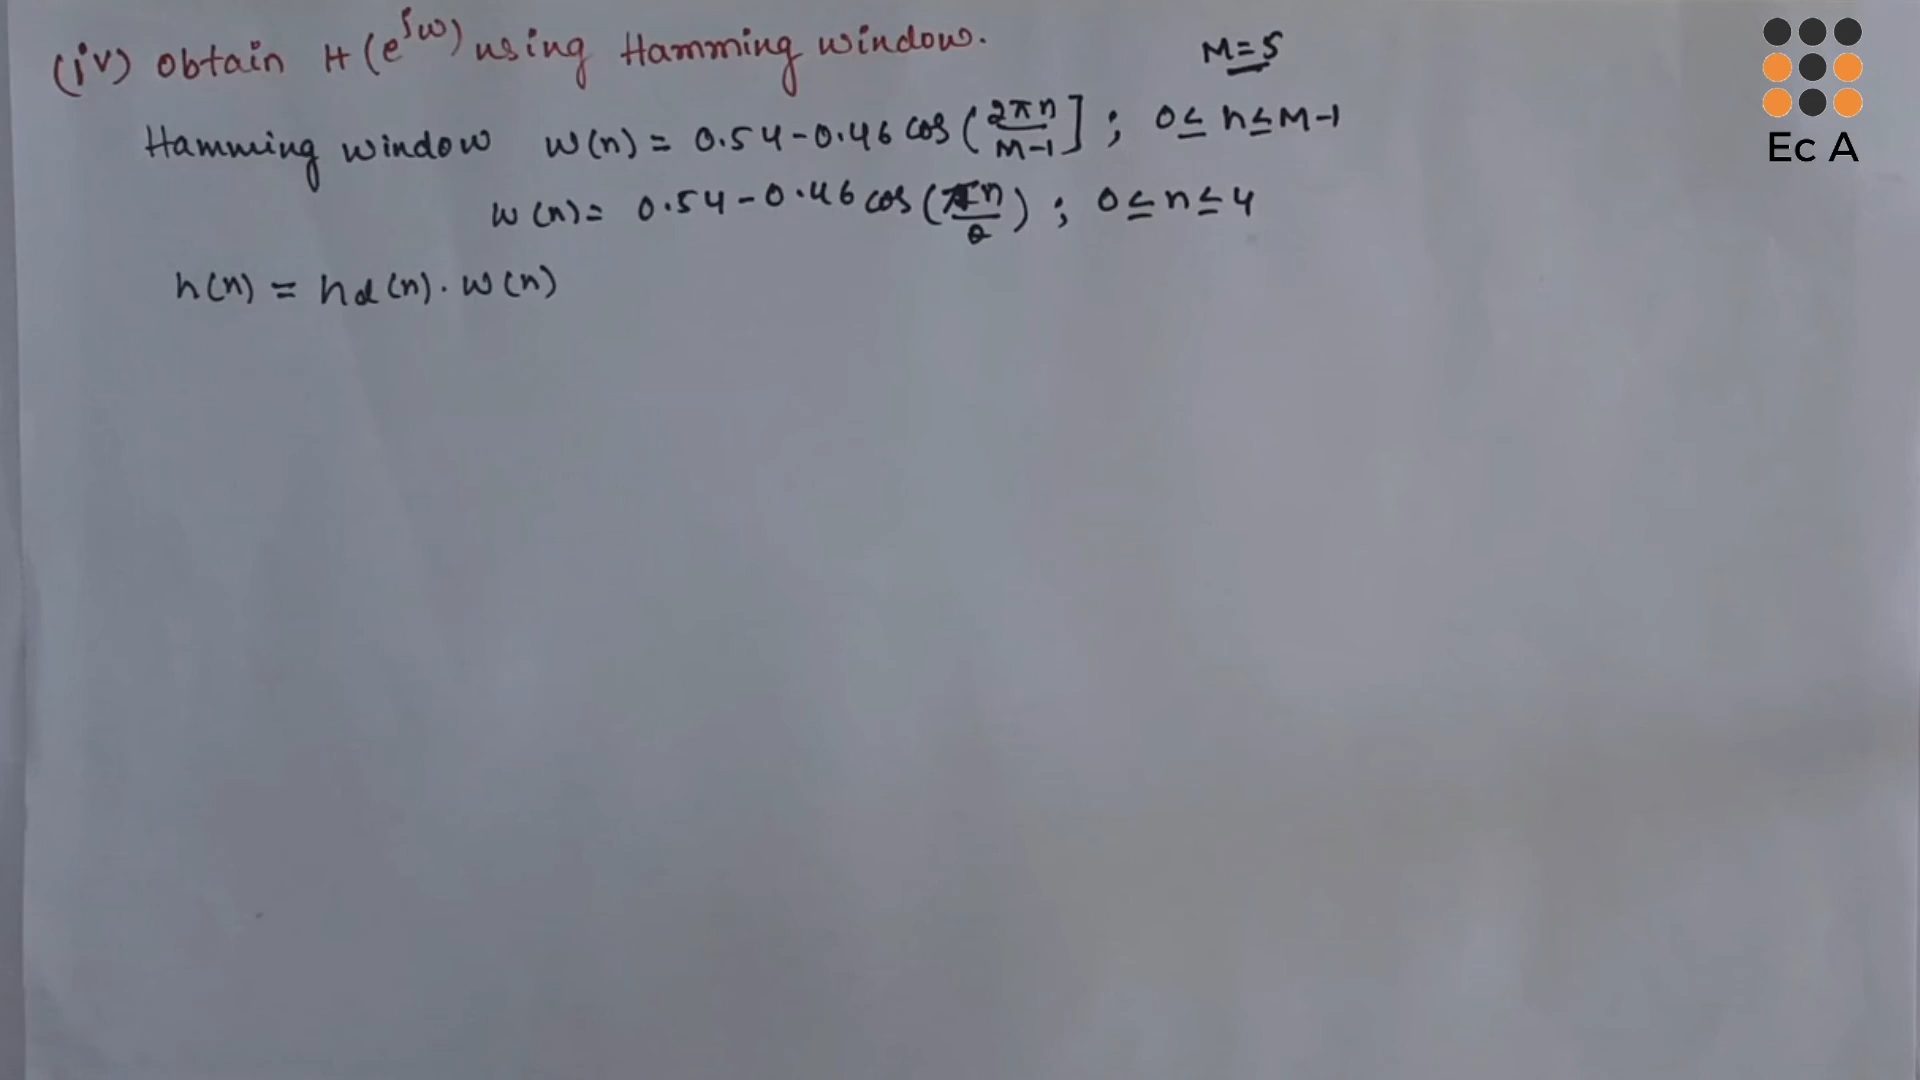 (iv) obtain H(e^jω) using Hamming window.
M=5
Hamming window w(n) = 0.54-0.46 cos(2πn/M-1] ; 0≤n≤M-1
w(n)= 0.54-0.46 cos(πn/2) ; 0≤n≤4
h(n) = hd(n). w(n)
Ec A